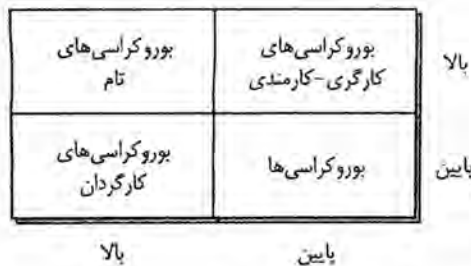 بوروکراسی‌های
کارگری-کارمندی
بوروکراسی‌های
تام
بالا
بوروکراسی‌ها
بوروکراسی‌های
کارگردان
پایین
پایین
بالا